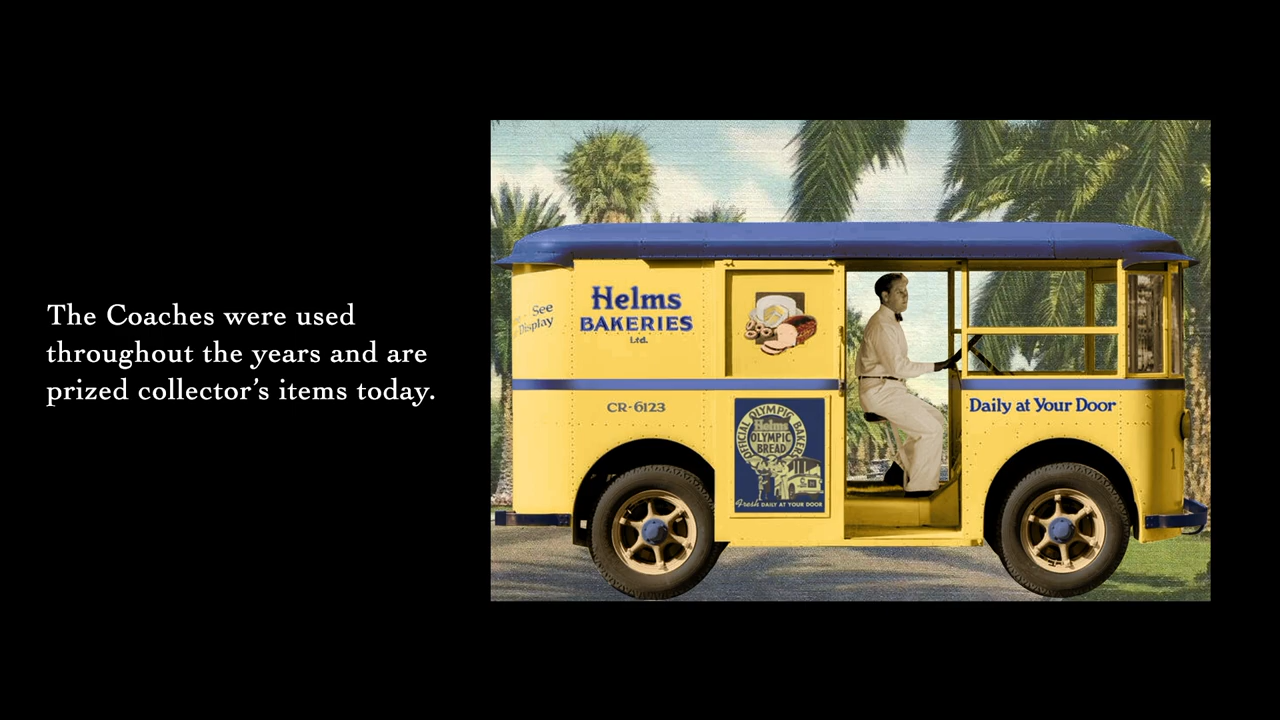 The Coaches were used
throughout the years and are
prized collector's items today.
See
Display
Helms
BAKERIES
Ltd.
CR-6123
OFFICIAL OLYMPIC BAKERS
Helms
OLYMPIC
BREAD
Fresh DAILY AT YOUR DOOR
Daily at Your Door
1